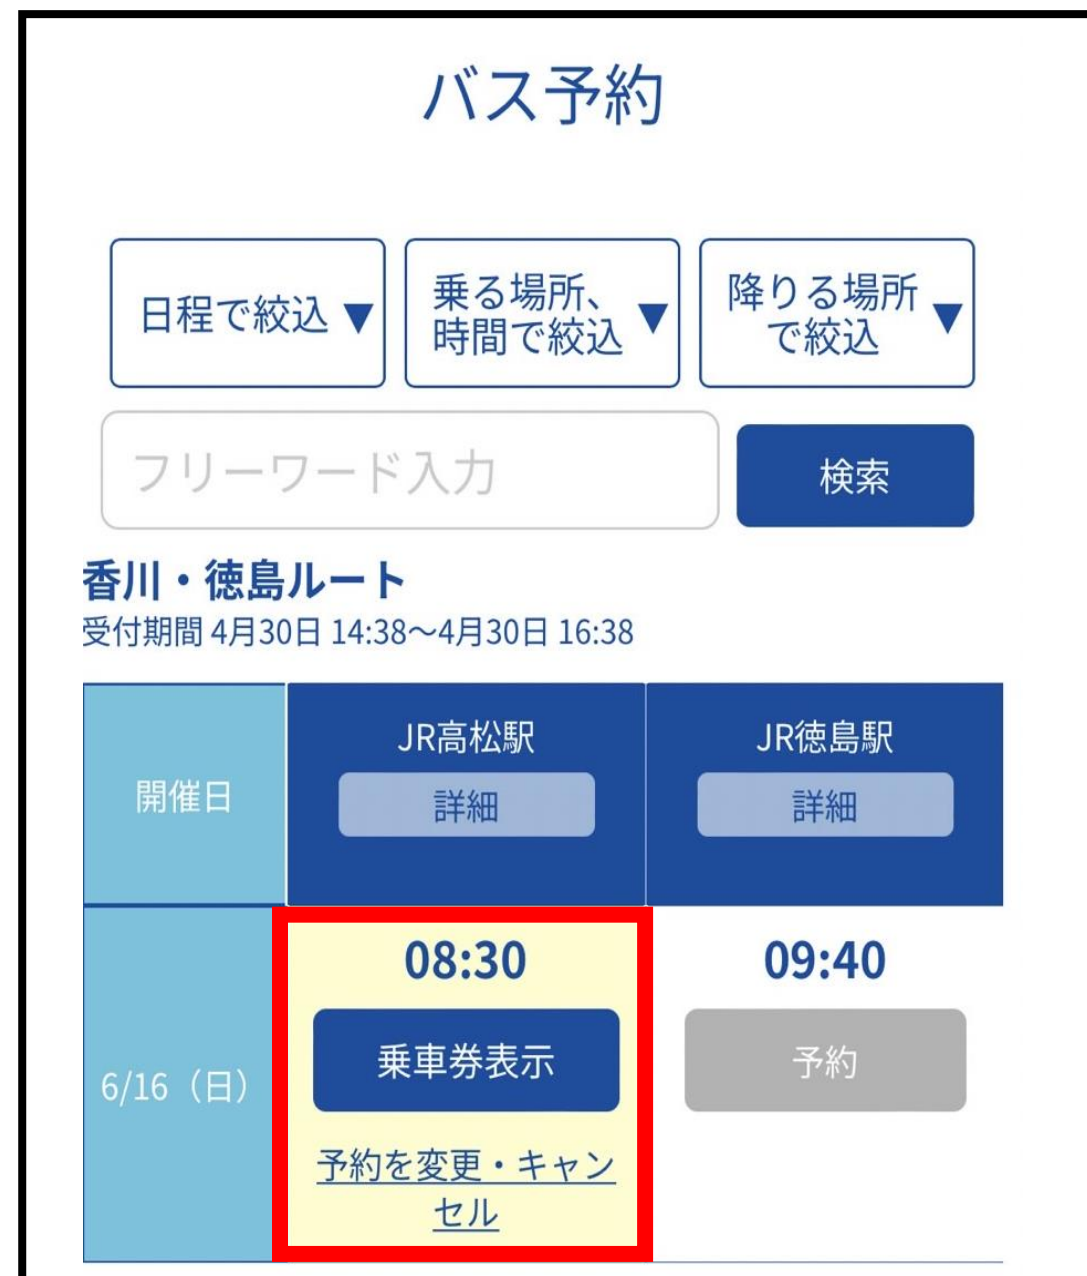 バス予約
日程で絞込 ▼
乗る場所、
時間で絞込 ▼
降りる場所
で絞込 ▼
フリーワード入力
検索
香川・徳島ルート
受付期間 4月30日 14:38～4月30日 16:38
開催日
JR高松駅
詳細
JR徳島駅
詳細
6/16（日）
08:30
乗車券表示
予約を変更・キャン
セル
09:40
予約